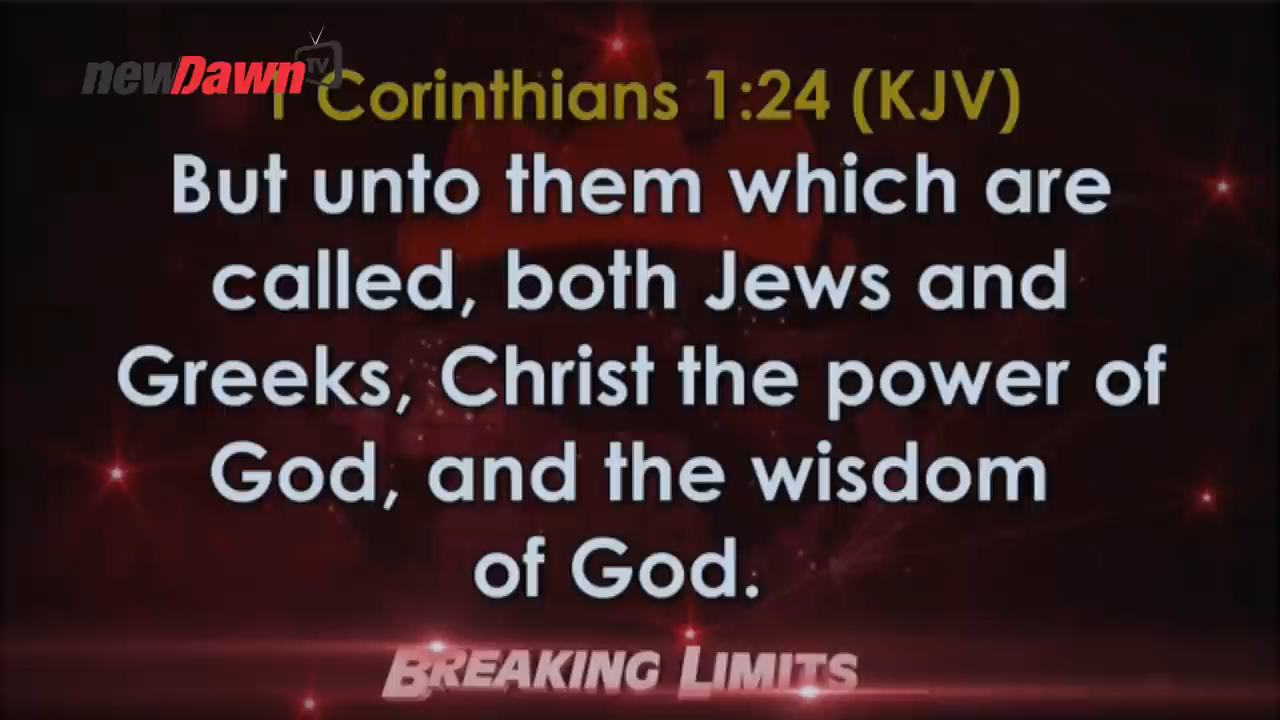 newDawn TV
1 Corinthians 1:24 (KJV)
But unto them which are
called, both Jews and
Greeks, Christ the power of
God, and the wisdom
of God.
BREAKING LIMITS